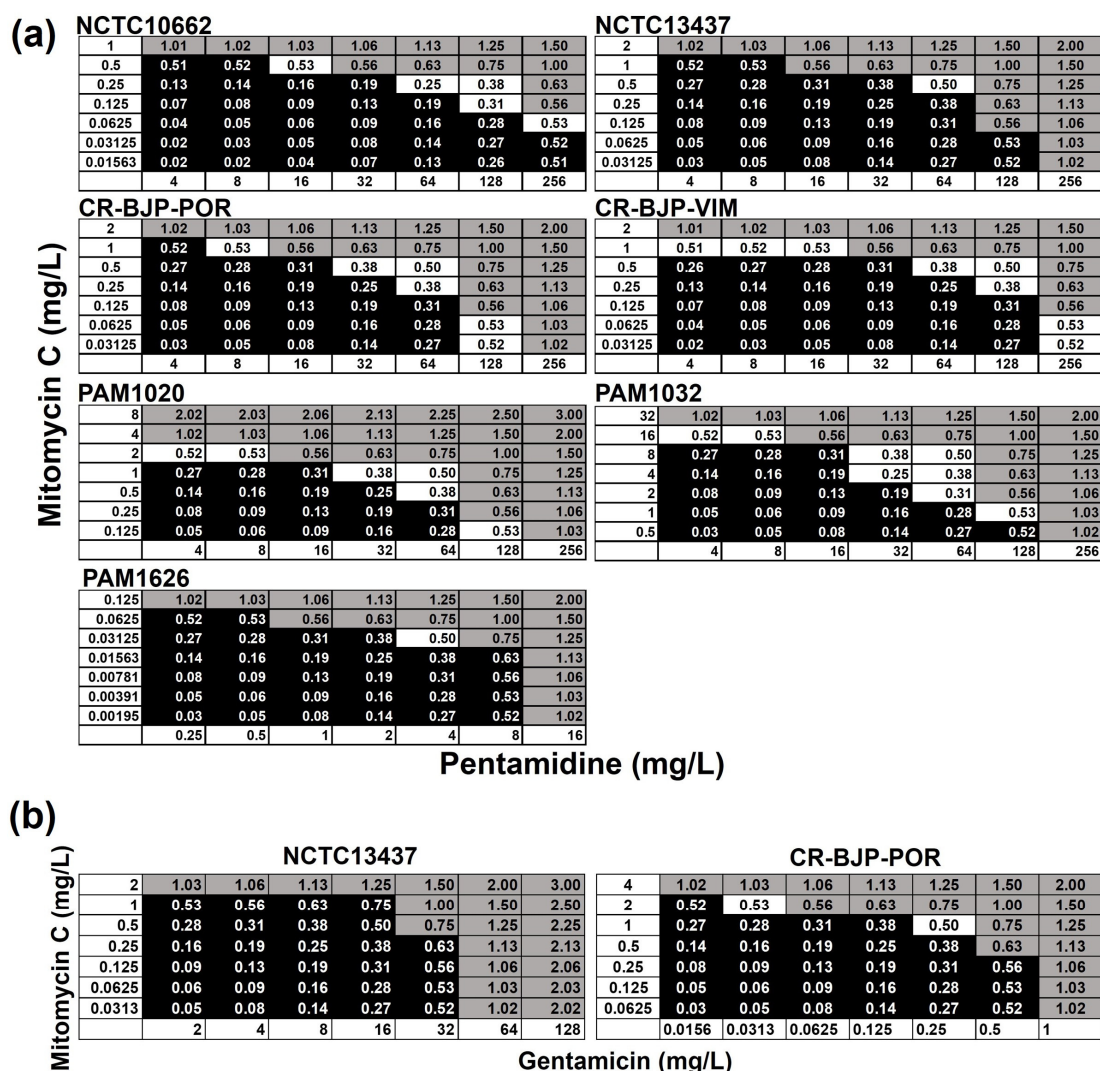 (a)
NCTC10662
1 1.01 1.02 1.03 1.06 1.13 1.25 1.50
0.5 0.51 0.52 0.53 0.56 0.63 0.75 1.00
0.25 0.13 0.14 0.16 0.19 0.25 0.38 0.63
0.125 0.07 0.08 0.09 0.13 0.19 0.31 0.56
0.0625 0.04 0.05 0.06 0.09 0.16 0.28 0.53
0.03125 0.02 0.03 0.05 0.08 0.14 0.27 0.52
0.01563 0.02 0.02 0.04 0.07 0.13 0.26 0.51
4 8 16 32 64 128 256
NCTC13437
2 1.02 1.03 1.06 1.13 1.25 1.50 2.00
1 0.52 0.53 0.56 0.63 0.75 1.00 1.50
0.5 0.27 0.28 0.31 0.38 0.50 0.75 1.25
0.25 0.14 0.16 0.19 0.25 0.38 0.63 1.13
0.125 0.08 0.09 0.13 0.19 0.31 0.56 1.06
0.0625 0.05 0.06 0.09 0.16 0.28 0.53 1.03
0.03125 0.03 0.05 0.08 0.14 0.27 0.52 1.02
4 8 16 32 64 128 256
CR-BJP-POR
2 1.02 1.03 1.06 1.13 1.25 1.50 2.00
1 0.52 0.53 0.56 0.63 0.75 1.00 1.50
0.5 0.27 0.28 0.31 0.38 0.50 0.75 1.25
0.25 0.14 0.16 0.19 0.25 0.38 0.63 1.13
0.125 0.08 0.09 0.13 0.19 0.31 0.56 1.06
0.0625 0.05 0.06 0.09 0.16 0.28 0.53 1.03
0.03125 0.03 0.05 0.08 0.14 0.27 0.52 1.02
4 8 16 32 64 128 256
CR-BJP-VIM
2 1.01 1.02 1.03 1.06 1.13 1.25 1.50
1 0.51 0.52 0.53 0.56 0.63 0.75 1.00
0.5 0.26 0.27 0.28 0.31 0.38 0.50 0.75
0.25 0.13 0.14 0.16 0.19 0.25 0.38 0.63
0.125 0.07 0.08 0.09 0.13 0.19 0.31 0.56
0.0625 0.04 0.05 0.06 0.09 0.16 0.28 0.53
0.03125 0.02 0.03 0.05 0.08 0.14 0.27 0.52
4 8 16 32 64 128 256
Mitomycin C (mg/L)
PAM1020
8 2.02 2.03 2.06 2.13 2.25 2.50 3.00
4 1.02 1.03 1.06 1.13 1.25 1.50 2.00
2 0.52 0.53 0.56 0.63 0.75 1.00 1.50
1 0.27 0.28 0.31 0.38 0.50 0.75 1.25
0.5 0.14 0.16 0.19 0.25 0.38 0.63 1.13
0.25 0.08 0.09 0.13 0.19 0.31 0.56 1.06
0.125 0.05 0.06 0.09 0.16 0.28 0.53 1.03
4 8 16 32 64 128 256
PAM1032
32 1.02 1.03 1.06 1.13 1.25 1.50 2.00
16 0.52 0.53 0.56 0.63 0.75 1.00 1.50
8 0.27 0.28 0.31 0.38 0.50 0.75 1.25
4 0.14 0.16 0.19 0.25 0.38 0.63 1.13
2 0.08 0.09 0.13 0.19 0.31 0.56 1.06
1 0.05 0.06 0.09 0.16 0.28 0.53 1.03
0.5 0.03 0.05 0.08 0.14 0.27 0.52 1.02
4 8 16 32 64 128 256
PAM1626
0.125 1.02 1.03 1.06 1.13 1.25 1.50 2.00
0.0625 0.52 0.53 0.56 0.63 0.75 1.00 1.50
0.03125 0.27 0.28 0.31 0.38 0.50 0.75 1.25
0.01563 0.14 0.16 0.19 0.25 0.38 0.63 1.13
0.00781 0.08 0.09 0.13 0.19 0.31 0.56 1.06
0.00391 0.05 0.06 0.09 0.16 0.28 0.53 1.03
0.00195 0.03 0.05 0.08 0.14 0.27 0.52 1.02
0.25 0.5 1 2 4 8 16
Pentamidine (mg/L)
(b)
NCTC13437
2 1.03 1.06 1.13 1.25 1.50 2.00 3.00
1 0.53 0.56 0.63 0.75 1.00 1.50 2.50
0.5 0.28 0.31 0.38 0.50 0.75 1.25 2.25
0.25 0.16 0.19 0.25 0.38 0.63 1.13 2.13
0.125 0.09 0.13 0.19 0.31 0.56 1.06 2.06
0.0625 0.06 0.09 0.16 0.28 0.53 1.03 2.03
0.0313 0.05 0.08 0.14 0.27 0.52 1.02 2.02
2 4 8 16 32 64 128
CR-BJP-POR
4 1.02 1.03 1.06 1.13 1.25 1.50 2.00
2 0.52 0.53 0.56 0.63 0.75 1.00 1.50
1 0.27 0.28 0.31 0.38 0.50 0.75 1.25
0.5 0.14 0.16 0.19 0.25 0.38 0.63 1.13
0.25 0.08 0.09 0.13 0.19 0.31 0.56 1.06
0.125 0.05 0.06 0.09 0.16 0.28 0.53 1.03
0.0625 0.03 0.05 0.08 0.14 0.27 0.52 1.02
0.0156 0.0313 0.0625 0.125 0.25 0.5 1
Mitomycin C (mg/L)
Gentamicin (mg/L)